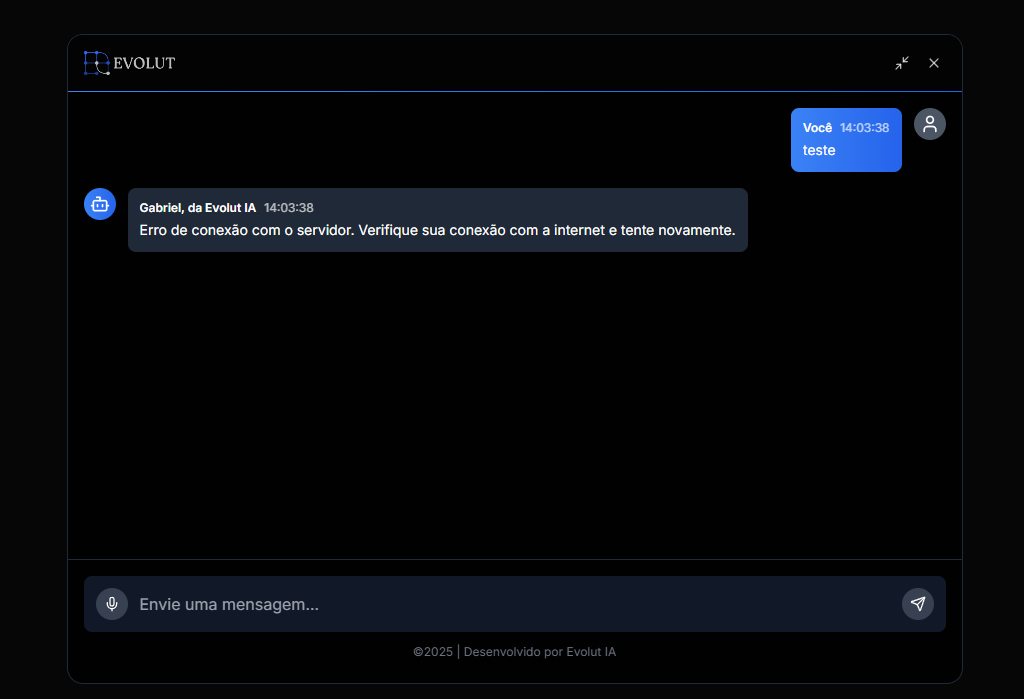 EVOLUT
Você 14:03:38
teste
Gabriel, da Evolut IA 14:03:38
Erro de conexão com o servidor. Verifique sua conexão com a internet e tente novamente.
Envie uma mensagem...
©2025 | Desenvolvido por Evolut IA